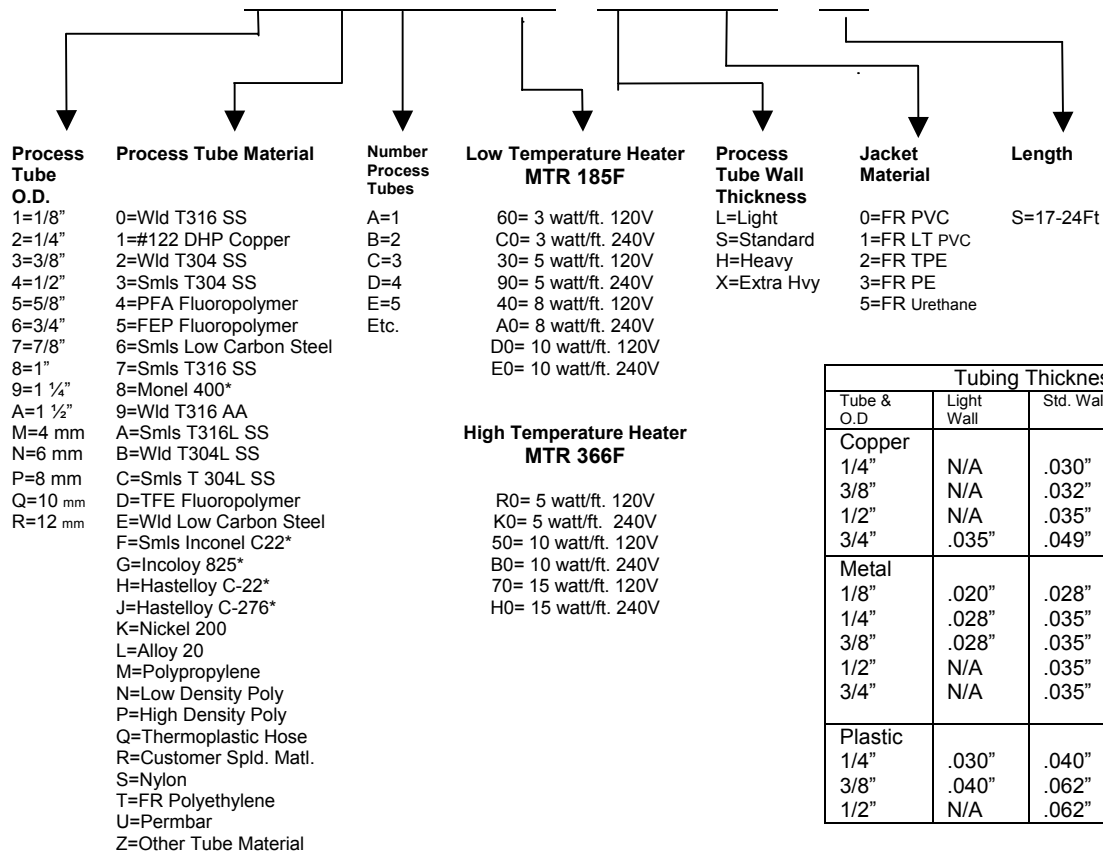 Process Tube O.D.
1=1/8"
2=1/4"
3=3/8"
4=1/2"
5=5/8"
6=3/4"
7=7/8"
8=1"
9=1 ¼"
A=1 ½"
M=4 mm
N=6 mm
P=8 mm
Q=10 mm
R=12 mm
Process Tube Material
0=Wld T316 SS
1=#122 DHP Copper
2=Wld T304 SS
3=Smls T304 SS
4=PFA Fluoropolymer
5=FEP Fluoropolymer
6=Smls Low Carbon Steel
7=Smls T316 SS
8=Monel 400*
9=Wld T316 AA
A=Smls T316L SS
B=Wld T304L SS
C=Smls T 304L SS
D=TFE Fluoropolymer
E=Wld Low Carbon Steel
F=Smls Inconel C22*
G=Incoloy 825*
H=Hastelloy C-22*
J=Hastelloy C-276*
K=Nickel 200
L=Alloy 20
M=Polypropylene
N=Low Density Poly
P=High Density Poly
Q=Thermoplastic Hose
R=Customer Spld. Matl.
S=Nylon
T=FR Polyethylene
U=Permbar
Z=Other Tube Material
Number
Process
Tubes
A=1
B=2
C=3
D=4
E=5
Etc.
Low Temperature Heater
MTR 185F
60= 3 watt/ft. 120V
C0= 3 watt/ft. 240V
30= 5 watt/ft. 120V
90= 5 watt/ft. 240V
40= 8 watt/ft. 120V
A0= 8 watt/ft. 240V
D0= 10 watt/ft. 120V
E0= 10 watt/ft. 240V
High Temperature Heater
MTR 366F
R0= 5 watt/ft. 120V
K0= 5 watt/ft. 240V
50= 10 watt/ft. 120V
B0= 10 watt/ft. 240V
70= 15 watt/ft. 120V
H0= 15 watt/ft. 240V
Process
Tube Wall
Thickness
L=Light
S=Standard
H=Heavy
X=Extra Hvy
Jacket
Material
0=FR PVC
1=FR LT PVC
2=FR TPE
3=FR PE
5=FR Urethane
Length
S=17-24Ft
Tubing
Tube & O.D Light Wall Std.
Copper
1/4" N/A .030"
3/8" N/A .032"
1/2" N/A .035"
3/4" .035" .049"
Metal
1/8" .020" .028"
1/4" .028" .035"
3/8" .028" .035"
1/2" N/A .035"
3/4" N/A .035"
Plastic
1/4" .030" .040"
3/8" .040" .062"
1/2" N/A .062"